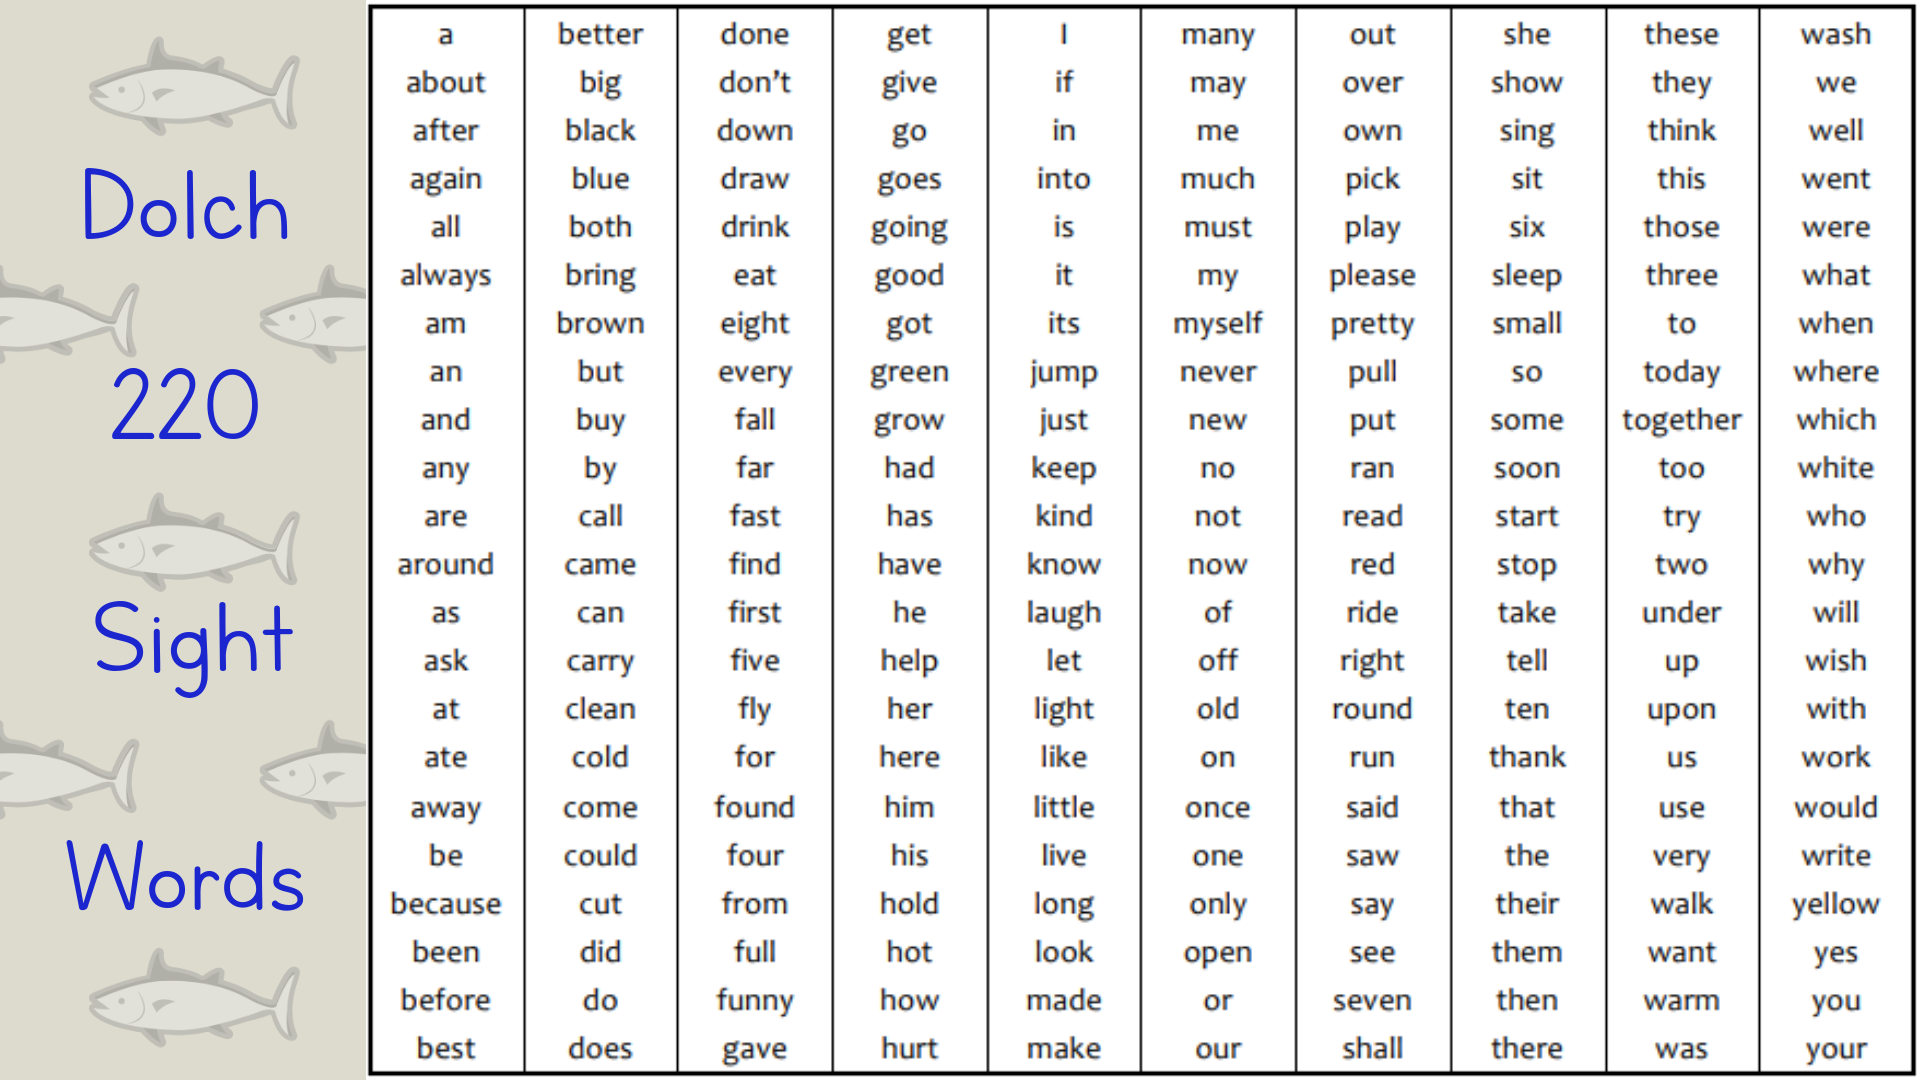 Dolch
220
Sight
Words
a better done get I many out she these wash
about big don't give if may over show they we
after black down go in me own sing think well
again blue draw goes into much pick sit this went
all both drink going is must play six those were
always bring eat good it my please sleep three what
am brown eight got its myself pretty small to when
an but every green jump never pull so today where
and buy fall grow just new put some together which
any by far had keep no ran soon too white
are call fast has kind not read start try who
around came find have know now red stop two why
as can first he laugh of ride take under will
ask carry five help let off right tell up wish
at clean fly her light old round ten upon with
ate cold for here like on run thank us work
away come found him little once said that use would
be could four his live one saw the very write
because cut from hold long only say their walk yellow
been did full hot look open see them want yes
before do funny how made or seven then warm you
best does gave hurt make our shall there was your